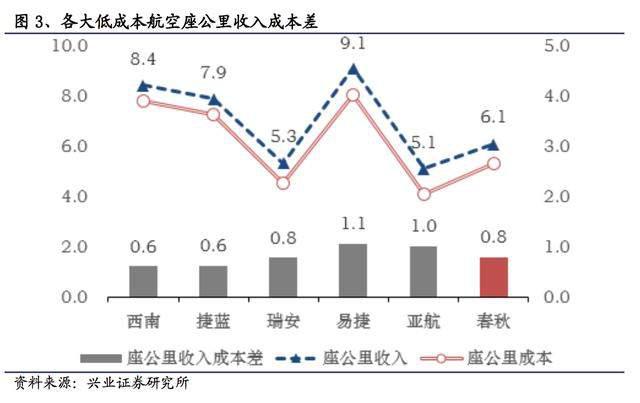 图 3、各大低成本航空座公里收入成本差
10.0 9.1 5.0
8.4 7.9
8.0 4.0
6.1
6.0 5.3 5.1 3.0
4.0 2.0
2.0 0.6 0.6 0.8 1.1 1.0 0.8 1.0
0.0 0.0
西南 捷蓝 瑞安 易捷 亚航 春秋
座公里收入成本差 座公里收入 座公里成本
资料来源：兴业证券研究所